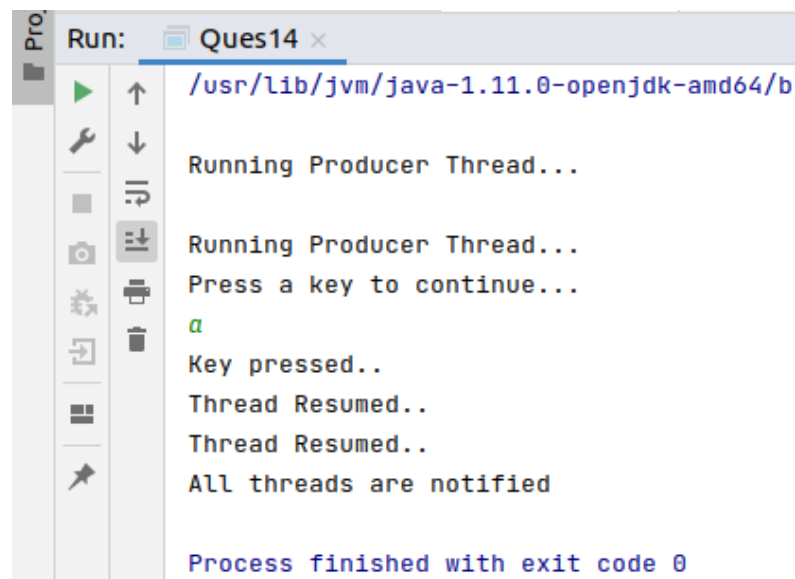 Pro
Run: Ques14
/usr/lib/jvm/java-1.11.0-openjdk-amd64/b
Running Producer Thread...
Running Producer Thread...
Press a key to continue...
a
Key pressed..
Thread Resumed..
Thread Resumed..
All threads are notified
Process finished with exit code 0